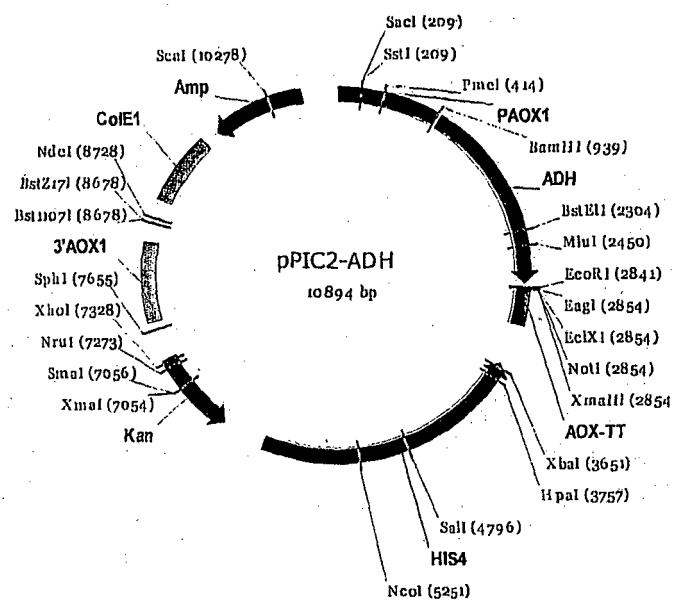 SacI (209)
SstI (209)
PmeI (414)
PAOX1
BamHI (939)
ADH
BstEII (2304)
MluI (2450)
EcoRI (2841)
EagI (2854)
EclXI (2854)
NotI (2854)
XmaIII (2854
AOX-TT
XbaI (3651)
HpaI (3757)
SalI (4796)
HIS4
NcoI (5251)
Kan
XmaI (7054)
SmaI (7056)
NruI (7273)
XhoI (7328)
SphI (7655)
3'AOX1
Bst1107I (8678)
BstZ17I (8678)
NdeI (8728)
ColE1
Amp
ScaI (10278)
pPIC2-ADH
10894 bp